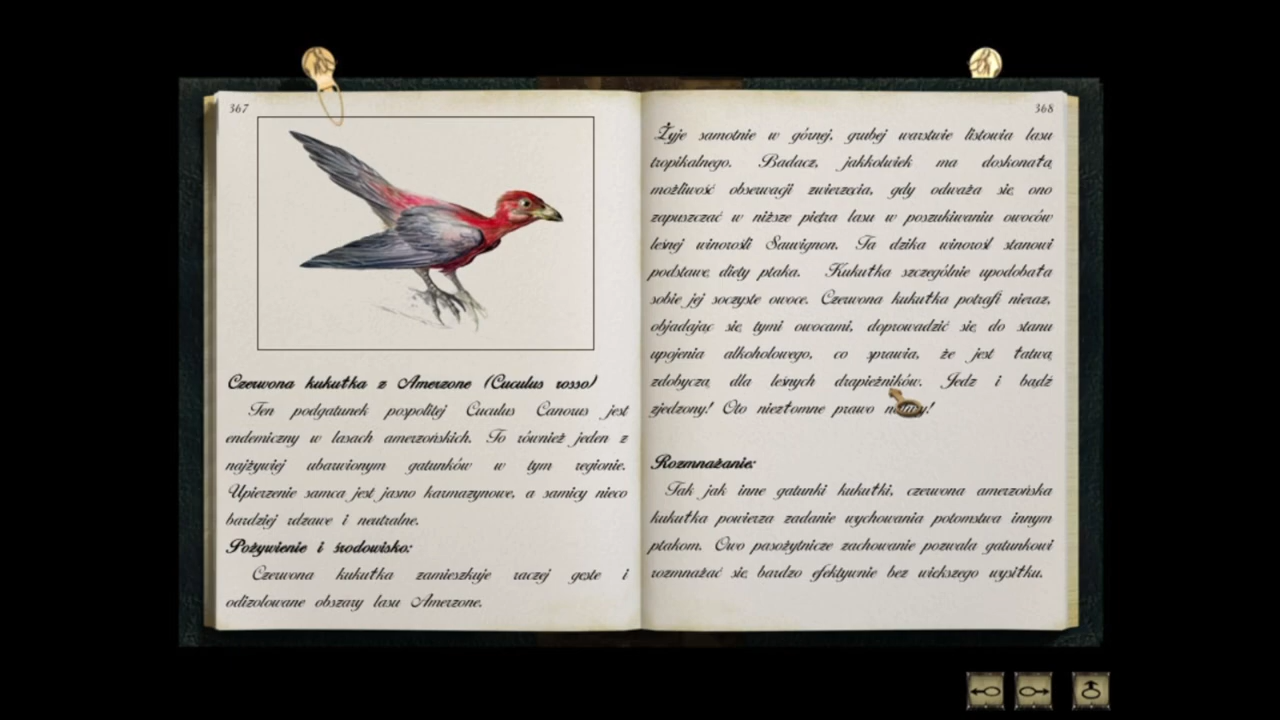 367
Czerwona kukułka z Amerzone (Cuculus rosso)
Ten podgatunek pospolitej Cuculus Canorus jest
endemiczny w lasach amerzońskich. To również jeden z
najżywiej ubarwionym gatunków w tym regionie.
Upierzenie samca jest jasno karmazynowe, a samicy nieco
bardziej rdzawe i neutralne.
Pożywienie i środowisko:
Czerwona kukułka zamieszkuje raczej gęste i
odizolowane obszary lasu Amerzone.
368
Żyje samotnie w górnej, grubej warstwie listowia lasu
tropikalnego. Badacz, jakkolwiek ma doskonałą
możliwość obserwacji zwierzęcia, gdy odważa się ono
zapuszczać w niższe piętra lasu w poszukiwaniu owoców
leśnej winorośli Sauvignon. Ta dzika winorośl stanowi
podstawę diety ptaka. Kukułka szczególnie upodobała
sobie jej soczyste owoce. Czerwona kukułka potrafi nieraz,
objadając się tymi owocami, doprowadzić się do stanu
upojenia alkoholowego, co sprawia, że jest łatwą
zdobyczą dla leśnych drapieżników. Jedz i bądź
zjedzony! Oto niezłomne prawo
Rozmnażanie:
Tak jak inne gatunki kukułki, czerwona amerzońska
kukułka powierza zadanie wychowania potomstwa innym
ptakom. Owo pasożytnicze zachowanie pozwala gatunkowi
rozmnażać się bardzo efektywnie bez większego wysiłku.